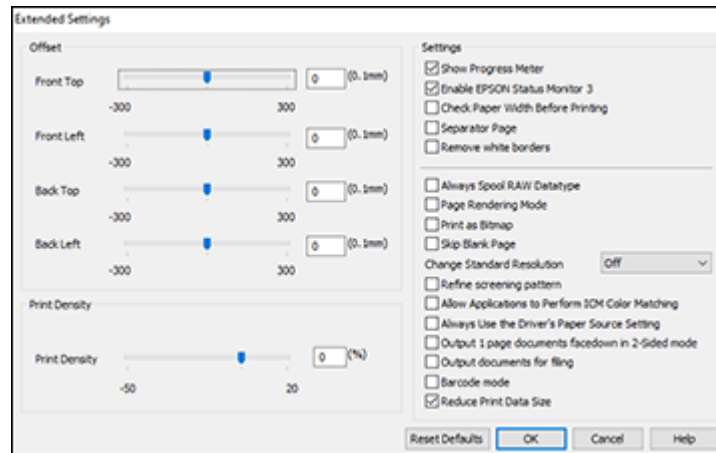 Extended Settings
Offset
Front Top
0
(0.1mm)
-300
300
Front Left
0
(0.1mm)
-300
300
Back Top
0
(0.1mm)
-300
300
Back Left
0
(0.1mm)
-300
300
Print Density
Print Density
0
(%)
-50
20
Settings
Show Progress Meter
Enable EPSON Status Monitor 3
Check Paper Width Before Printing
Separator Page
Remove white borders
Always Spool RAW Datatype
Page Rendering Mode
Print as Bitmap
Skip Blank Page
Change Standard Resolution
Off
Refine screening pattern
Allow Applications to Perform ICM Color Matching
Always Use the Driver's Paper Source Setting
Output 1 page documents facedown in 2-Sided mode
Output documents for filing
Barcode mode
Reduce Print Data Size
Reset Defaults
OK
Cancel
Help